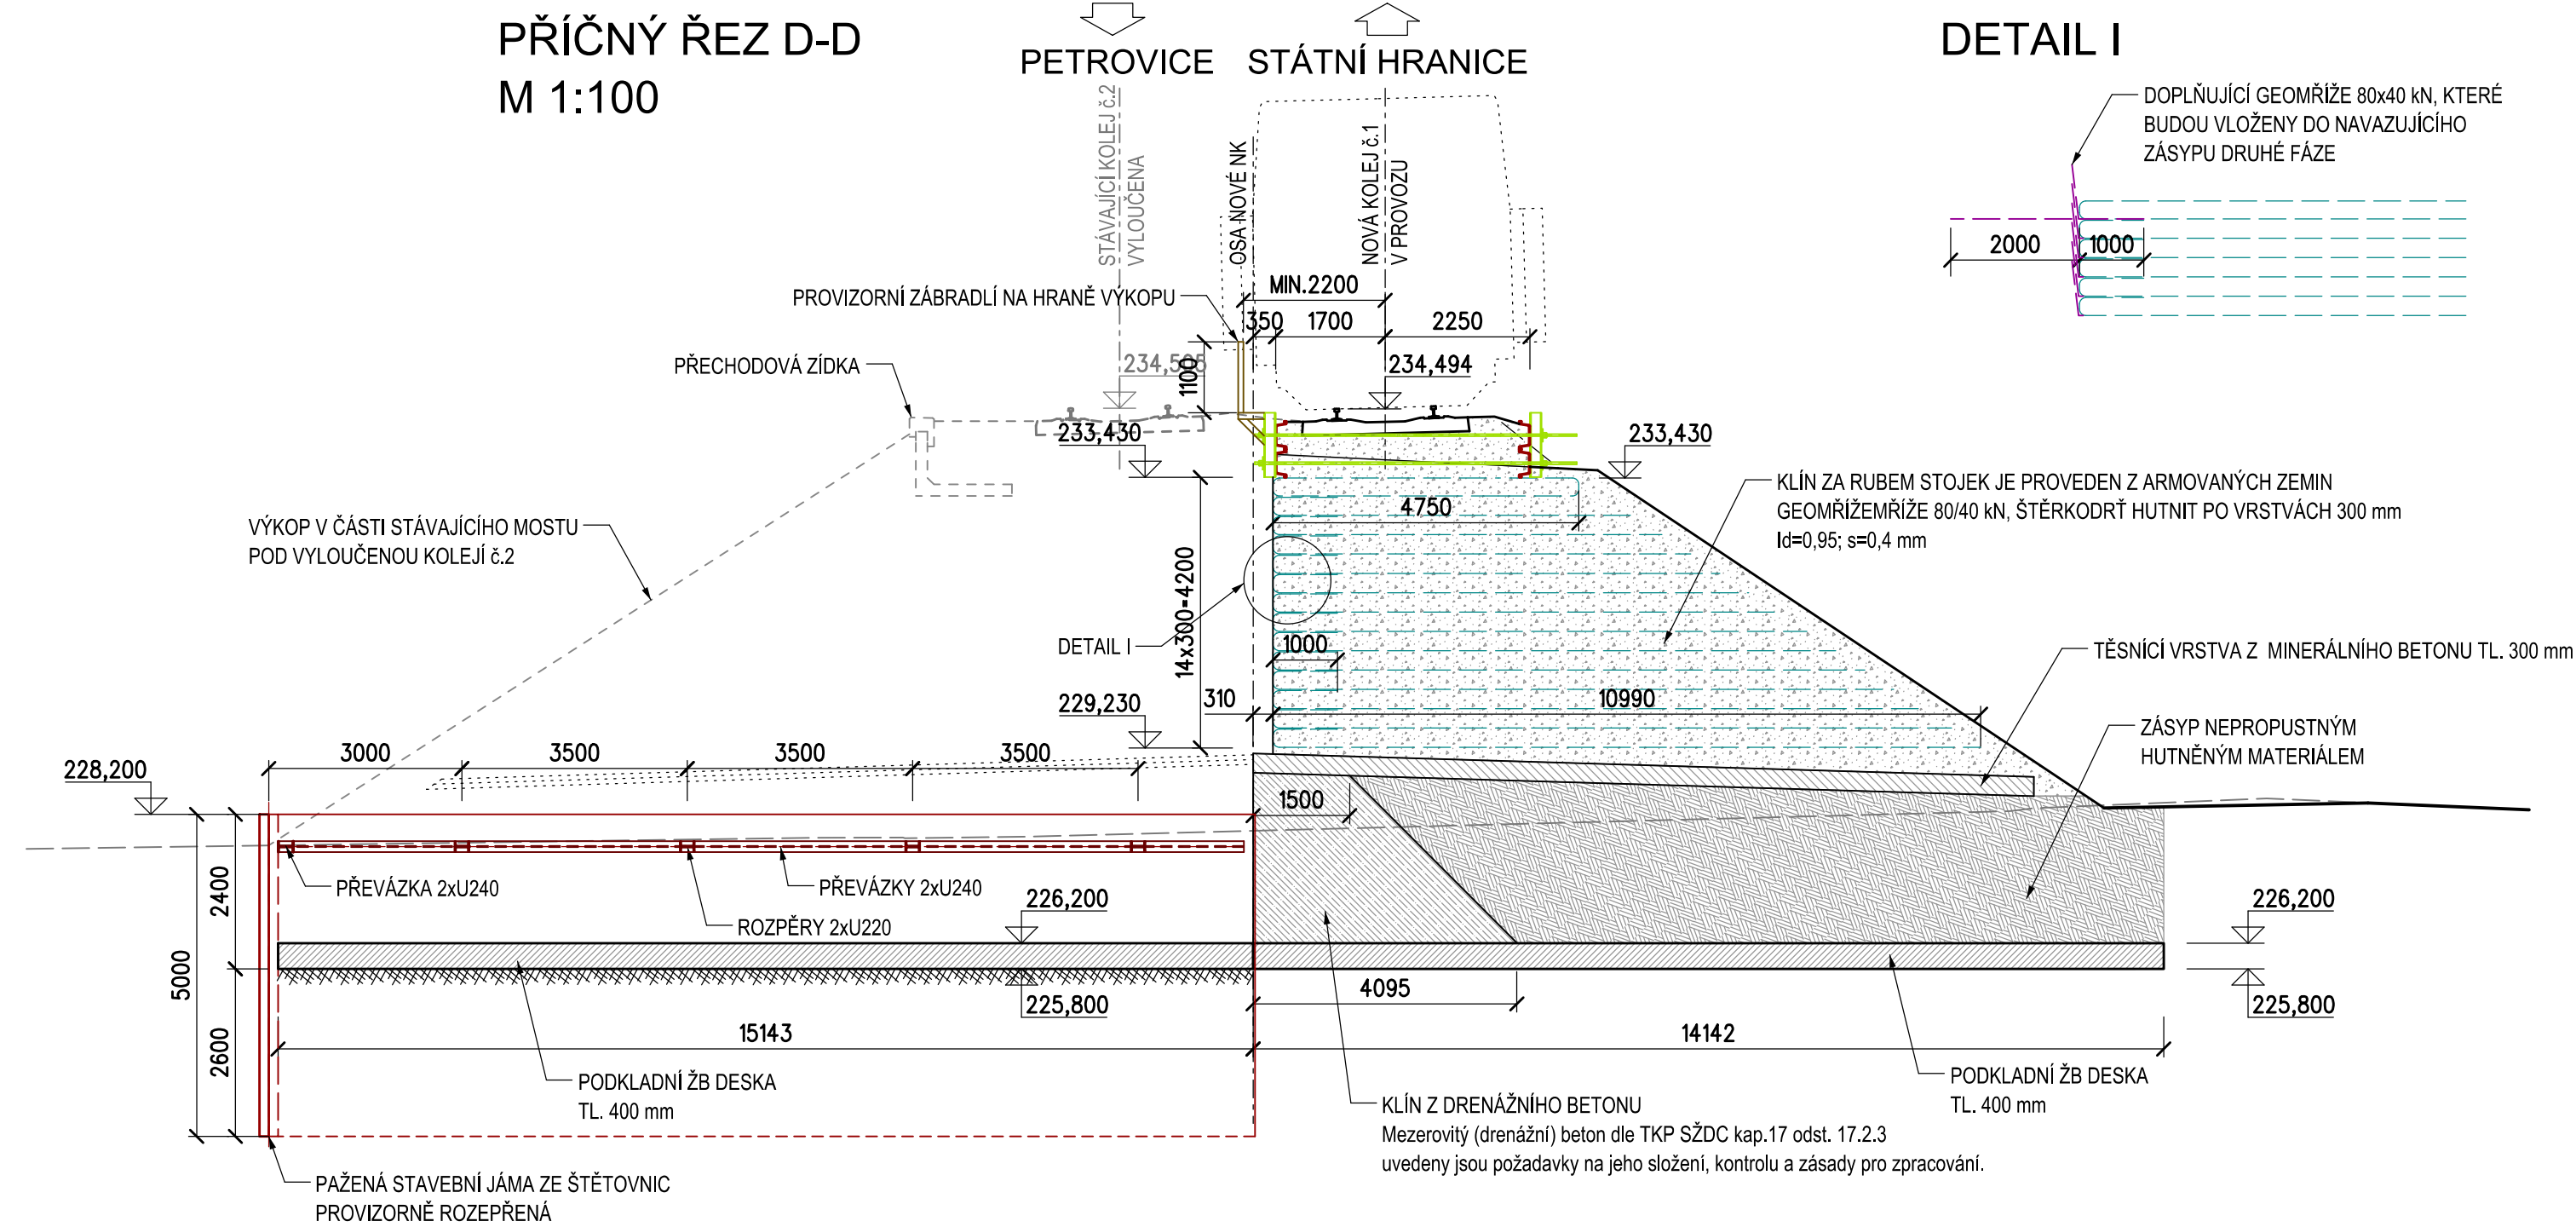 PŘÍČNÝ ŘEZ D-D
M 1:100
PETROVICE
STÁTNÍ HRANICE
DETAIL I
STÁVAJÍCÍ KOLEJ č.2
VYLOUČENA
OSA NOVÉ NK
NOVÁ KOLEJ č.1
V PROVOZU
DOPLŇUJÍCÍ GEOMŘÍŽE 80x40 kN, KTERÉ
BUDOU VLOŽENY DO NAVAZUJÍCÍHO
ZÁSYPU DRUHÉ FÁZE
2000
1000
PROVIZORNÍ ZÁBRADLÍ NA HRANĚ VÝKOPU
MIN.2200
350
1700
2250
PŘECHODOVÁ ZÍDKA
1100
234,494
233,430
233,430
KLÍN ZA RUBEM STOJEK JE PROVEDEN Z ARMOVANÝCH ZEMIN
GEOMŘÍŽEMŘÍŽE 80/40 kN, ŠTĚRKODRŤ HUTNIT PO VRSTVÁCH 300 mm
Id=0,95; s=0,4 mm
4750
VÝKOP V ČÁSTI STÁVAJÍCÍHO MOSTU
POD VYLOUČENOU KOLEJÍ č.2
14x300=4200
DETAIL I
1000
TĚSNÍCÍ VRSTVA Z MINERÁLNÍHO BETONU TL. 300 mm
229,230
310
10990
ZÁSYP NEPROPUSTNÝM
HUTNĚNÝM MATERIÁLEM
228,200
3000
3500
3500
3500
1500
2400
5000
2600
PŘEVÁZKA 2xU240
PŘEVÁZKY 2xU240
ROZPĚRY 2xU220
226,200
226,200
225,800
225,800
4095
15143
14142
PODKLADNÍ ŽB DESKA
TL. 400 mm
PODKLADNÍ ŽB DESKA
TL. 400 mm
KLÍN Z DRENÁŽNÍHO BETONU
Mezerovitý (drenážní) beton dle TKP SŽDC kap.17 odst. 17.2.3
uvedeny jsou požadavky na jeho složení, kontrolu a zásady pro zpracování.
PAŽENÁ STAVEBNÍ JÁMA ZE ŠTĚTOVNIC
PROVIZORNĚ ROZEPŘENÁ